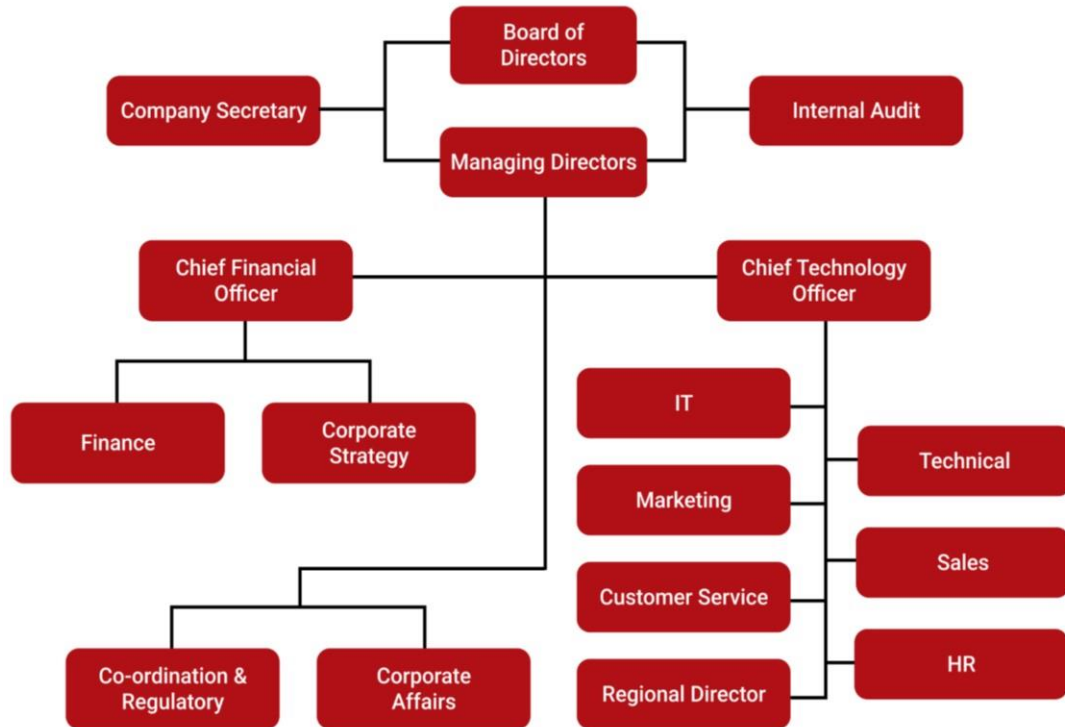 Board of
Directors
Company Secretary
Internal Audit
Managing Directors
Chief Financial
Officer
Chief Technology
Officer
IT
Finance
Corporate
Strategy
Technical
Marketing
Sales
Customer Service
HR
Co-ordination &
Regulatory
Corporate
Affairs
Regional Director